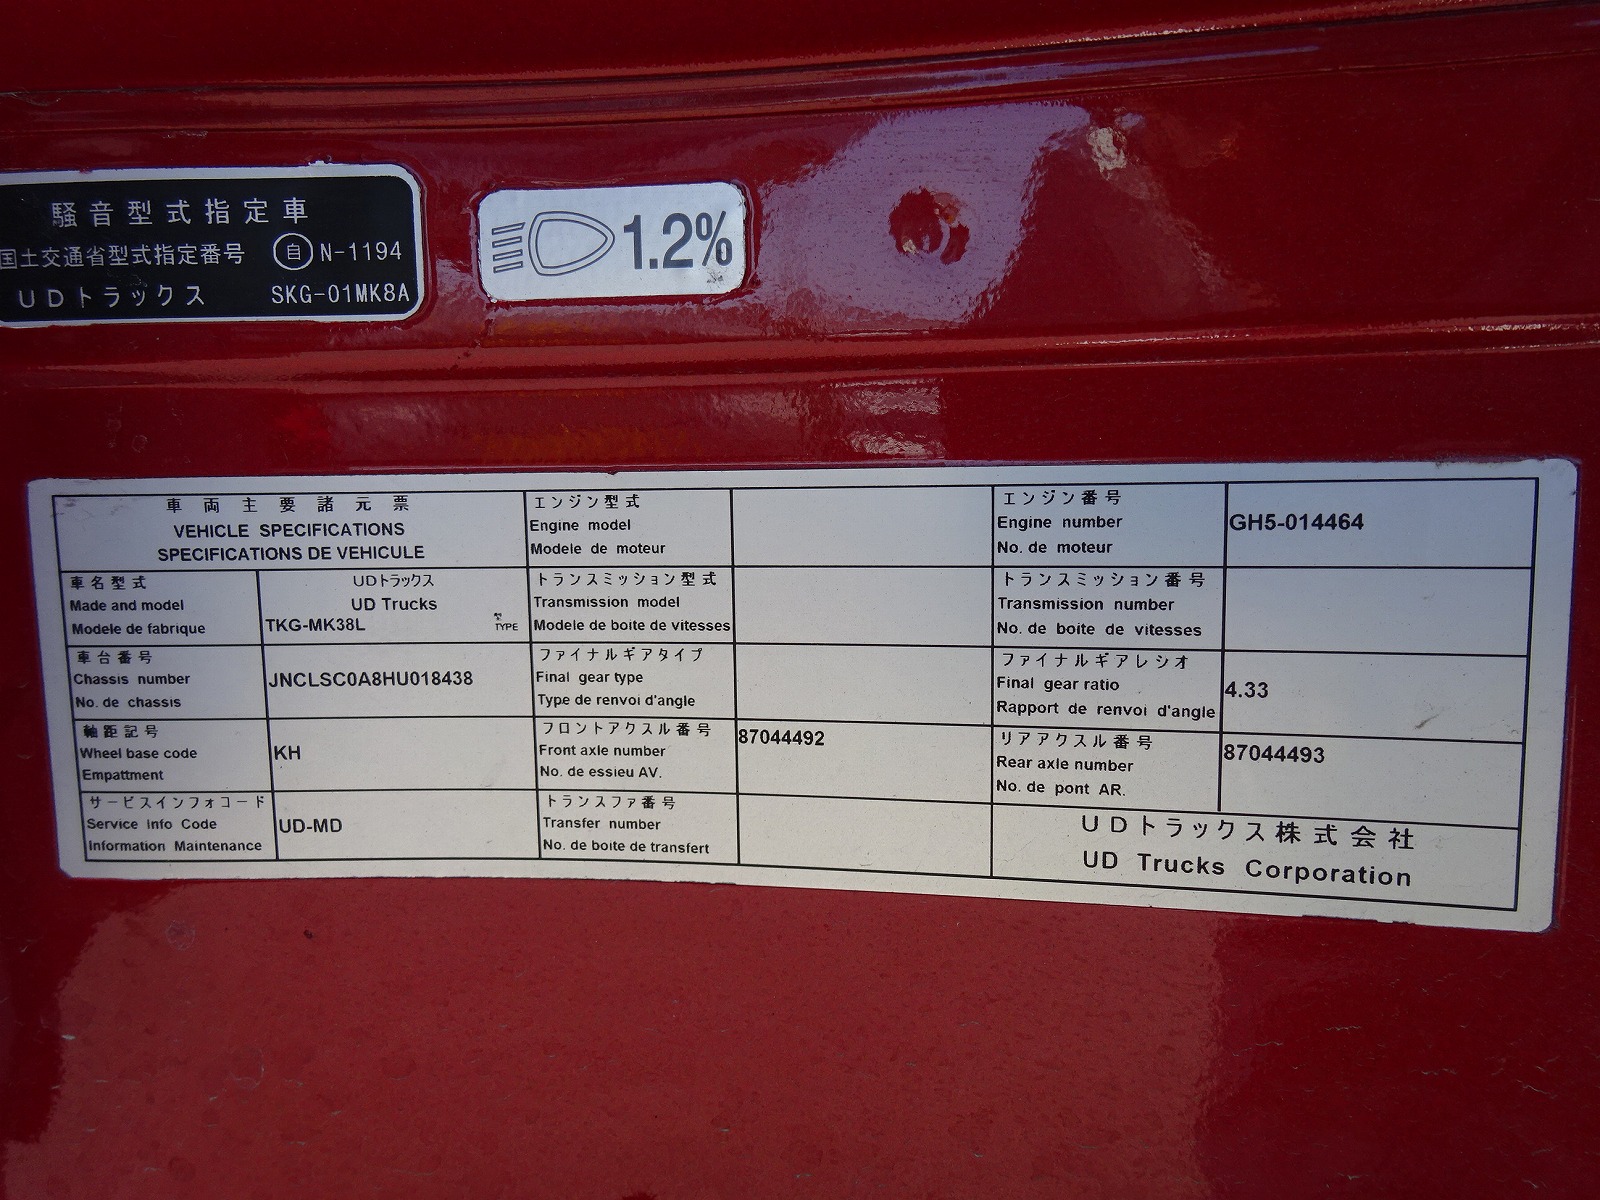 騒音型式指定車
国土交通省型式指定番号 自 N-1194
UDトラックス SKG-01MK8A
1.2%
車両主要諸元票
VEHICLE SPECIFICATIONS
SPECIFICATIONS DE VEHICULE
エンジン型式
Engine model
Modele de moteur
エンジン番号
Engine number
No. de moteur
GH5-014464
車名型式
Made and model
Modele de fabrique
UDトラックス
UD Trucks
TKG-MK38L
型
TYPE
トランスミッション型式
Transmission model
Modele de boite de vitesses
トランスミッション番号
Transmission number
No. de boite de vitesses
車台番号
Chassis number
No. de chassis
JNCLSC0A8HU018438
ファイナルギアタイプ
Final gear type
Type de renvoi d'angle
ファイナルギアレシオ
Final gear ratio
Rapport de renvoi d'angle
4.33
軸距記号
Wheel base code
Empattment
KH
フロントアクスル番号
Front axle number
No. de essieu AV.
87044492
リアアクスル番号
Rear axle number
No. de pont AR.
87044493
サービスインフォコード
Service info Code
Information Maintenance
UD-MD
トランスファ番号
Transfer number
No. de boite de transfert
UDトラックス株式会社
UD Trucks Corporation